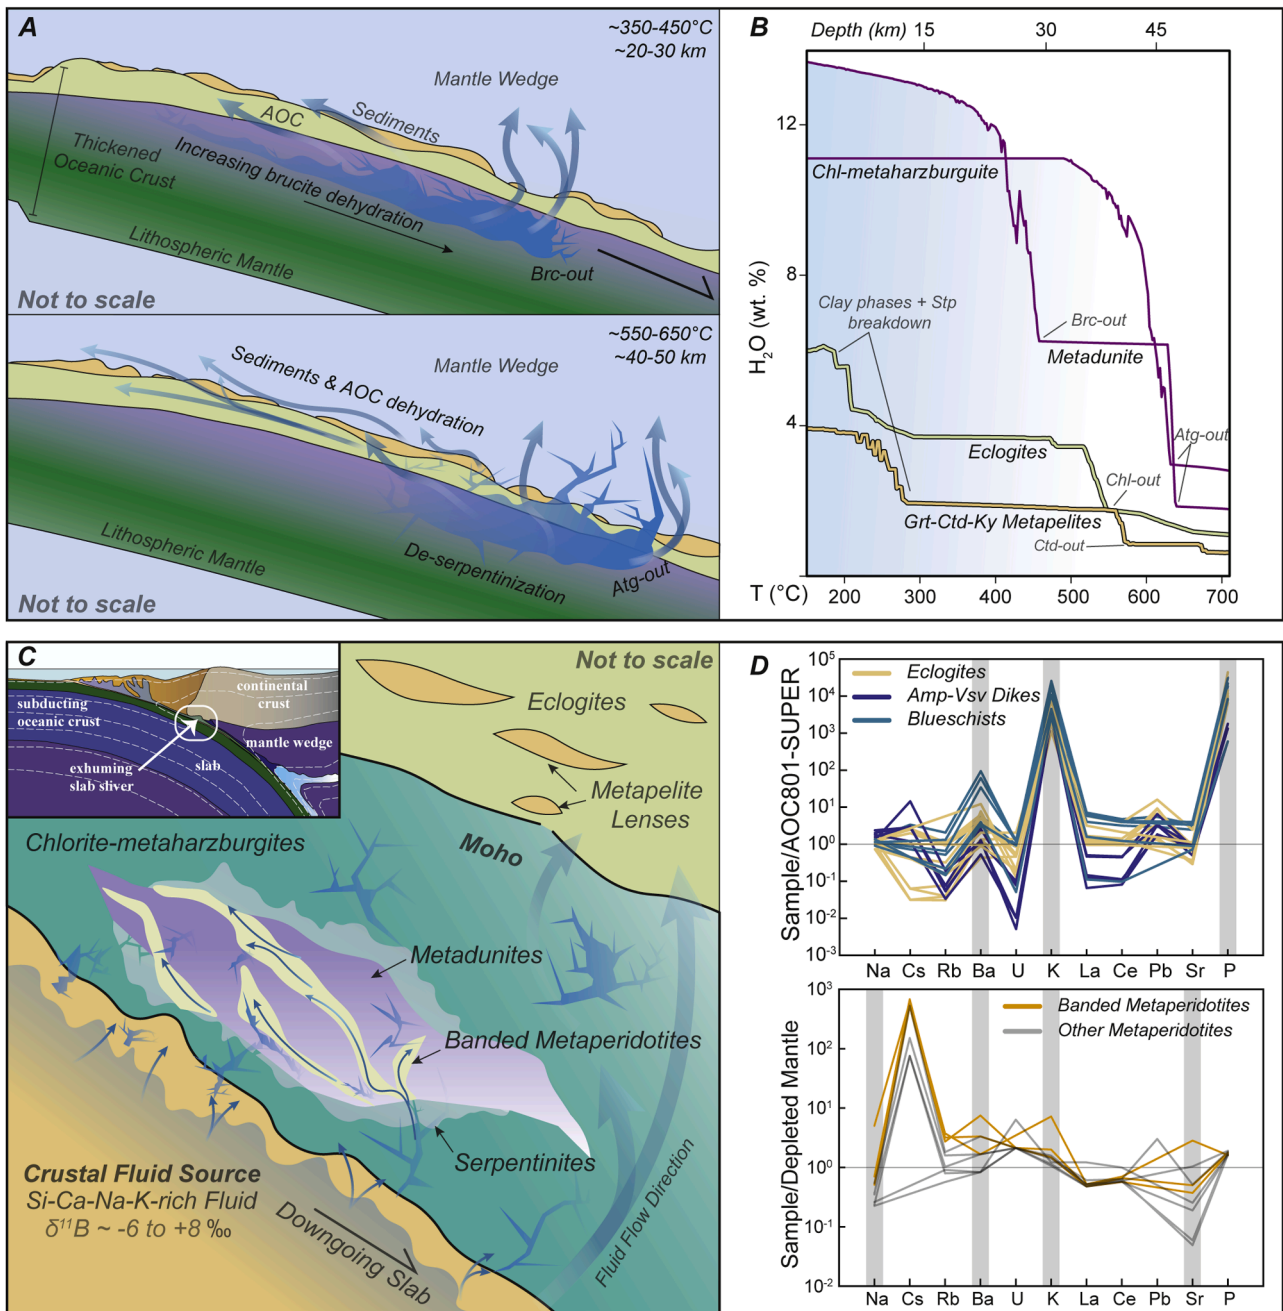 A
~350-450°C
~20-30 km
Mantle Wedge
Sediments
AOC
Thickened
Oceanic Crust
Increasing brucite dehydration
Lithospheric Mantle
Brc-out
Not to scale
~550-650°C
~40-50 km
Mantle Wedge
Sediments & AOC dehydration
Lithospheric Mantle
De-serpentinization
Atg-out
Not to scale
B
Depth (km) 15 30 45
H2O (wt. %)
12
8
4
Chl-metaharzburguite
Clay phases + Stp
breakdown
Brc-out
Metadunite
Atg-out
Eclogites
Chl-out
Grt-Ctd-Ky Metapelites
Ctd-out
T (°C) 200 300 400 500 600 700
C
continental
crust
subducting
oceanic crust
mantle wedge
slab
exhuming
slab sliver
Not to scale
Eclogites
Metapelite
Lenses
Moho
Chlorite-metaharzburgites
Metadunites
Banded Metaperidotites
Serpentinites
Crustal Fluid Source
Si-Ca-Na-K-rich Fluid
δ11B ~ -6 to +8 ‰
Downgoing Slab
Fluid Flow Direction
D
Sample/AOC801-SUPER
10^5
10^4
10^3
10^2
10^1
10^0
10^-1
10^-2
10^-3
Eclogites
Amp-Vsv Dikes
Blueschists
Na Cs Rb Ba U K La Ce Pb Sr P
Sample/Depleted Mantle
10^3
10^2
10^1
10^0
10^-1
10^-2
Banded Metaperidotites
Other Metaperidotites
Na Cs Rb Ba U K La Ce Pb Sr P